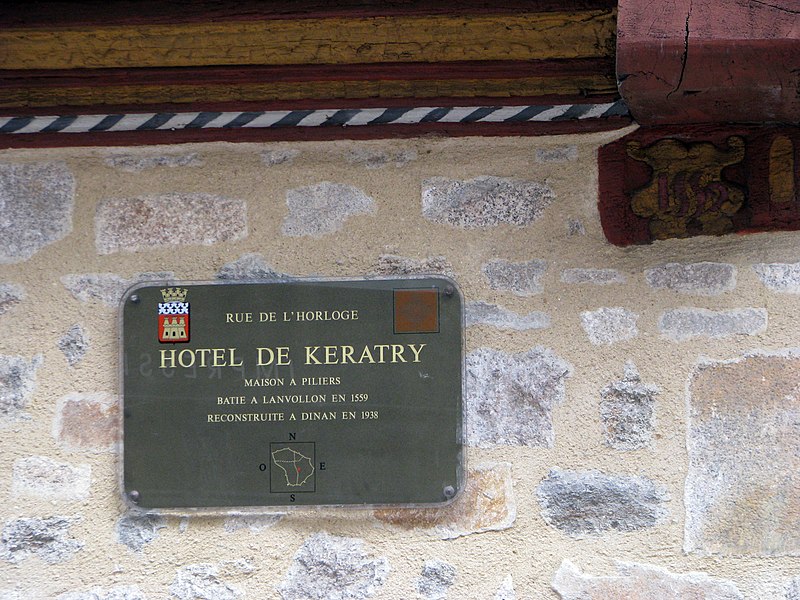 RUE DE L'HORLOGE
HOTEL DE KERATRY
MAISON A PILIERS
BATIE A LANVOLLON EN 1559
RECONSTRUITE A DINAN EN 1938
N
O E
S